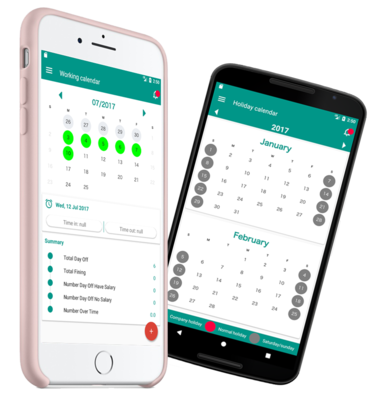 Working calendar
07/2017
26 27 28 29 30
3 4 5 6 7
10 11 12 13 14
17 18 19 20 21
24 25
Wed, 12 Jul 2017
Time in: null
Time out: null
Summary
Total Day Off
Total Fining
Number Day Off Have Salary
Number Day Off No Salary
Number Over Time
Holiday calendar
2017
January
1 2 3 4 5 6 7
8 9 10 11 12 13 14
15 16 17 18 19 20 21
22 23 24 25 26 27 28
29 30 31
February
1 2 3 4
5 6 7 8 9 10 11
12 13 14 15 16 17 18
19 20 21 22 23 24 25
26 27 28
Company holiday
Normal holiday
Saturday/sunday